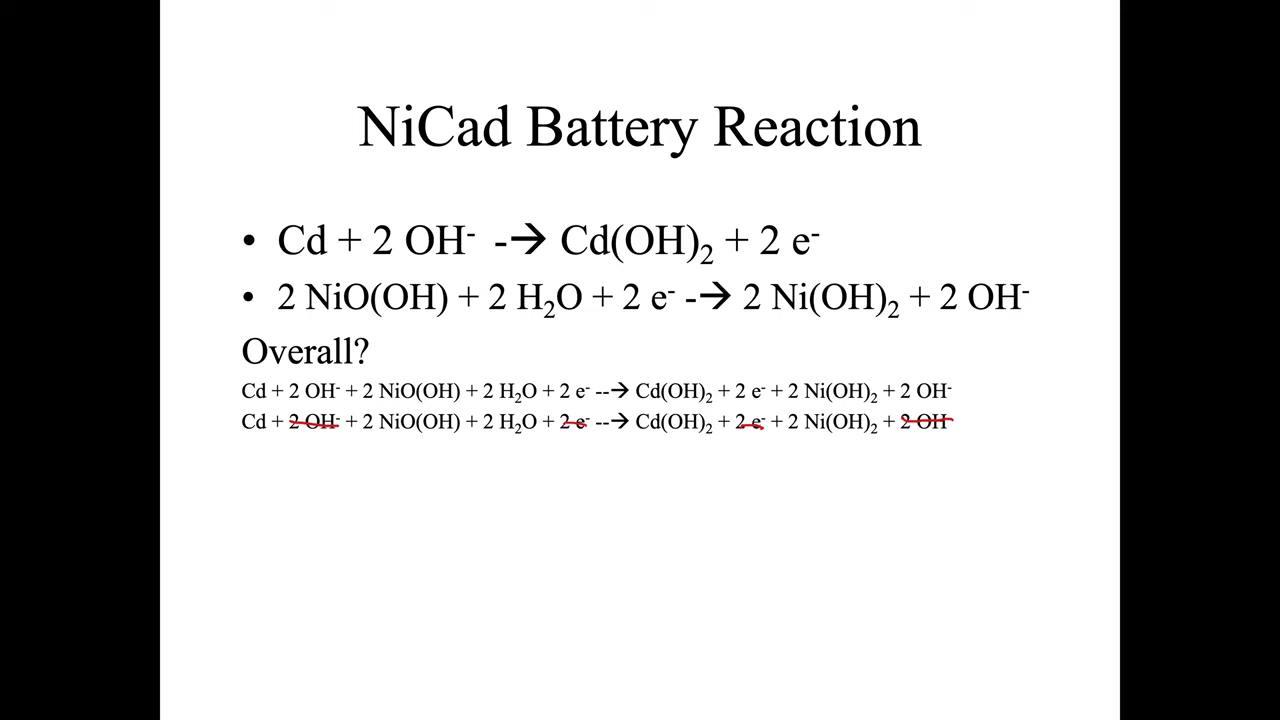 NiCad Battery Reaction
• Cd + 2 OH⁻ -→ Cd(OH)₂ + 2 e⁻
• 2 NiO(OH) + 2 H₂O + 2 e⁻ -→ 2 Ni(OH)₂ + 2 OH⁻
Overall?
Cd + 2 OH⁻ + 2 NiO(OH) + 2 H₂O + 2 e⁻ --→ Cd(OH)₂ + 2 e⁻ + 2 Ni(OH)₂ + 2 OH⁻
Cd + 2 OH⁻ + 2 NiO(OH) + 2 H₂O + 2 e⁻ --→ Cd(OH)₂ + 2 e⁻ + 2 Ni(OH)₂ + 2 OH⁻